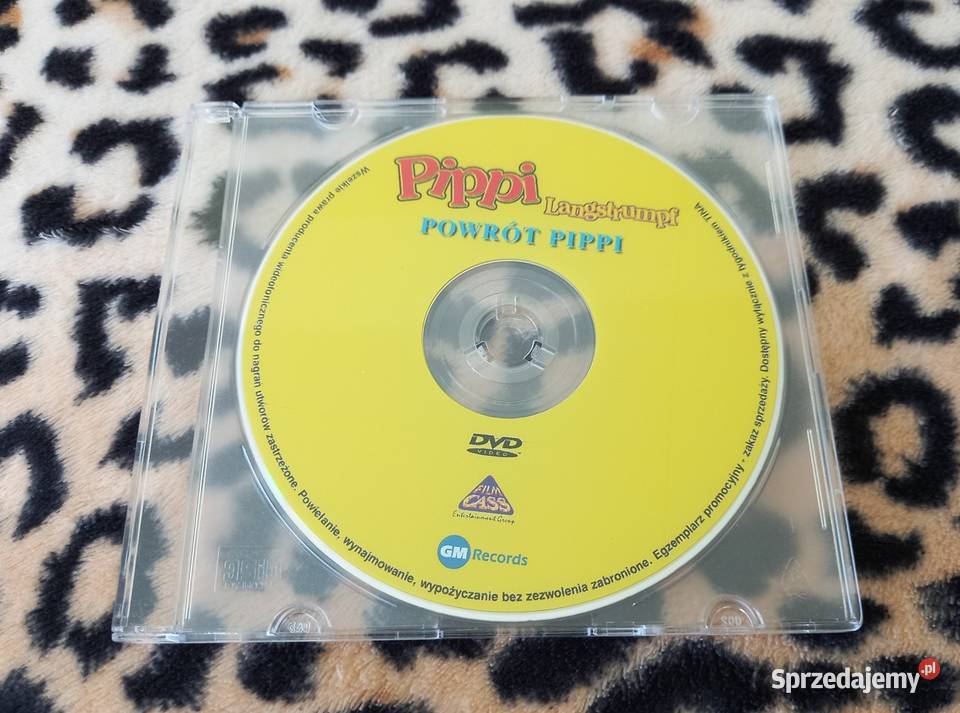 Pippi
Langstrumpf
POWRÓT PIPPI
DVD
VIDEO
FILM
CASS
Entertainment Group
GM Records
Wszelkie prawa producenta wideofonicznego do nagrań utworów zastrzeżone. Powielanie, wynajmowanie, wypożyczanie bez zezwolenia zabronione. Egzemplarz promocyjny - zakaz sprzedaży. Dostępny wyłącznie z tygodnikiem TINA
Sprzedajemy.pl